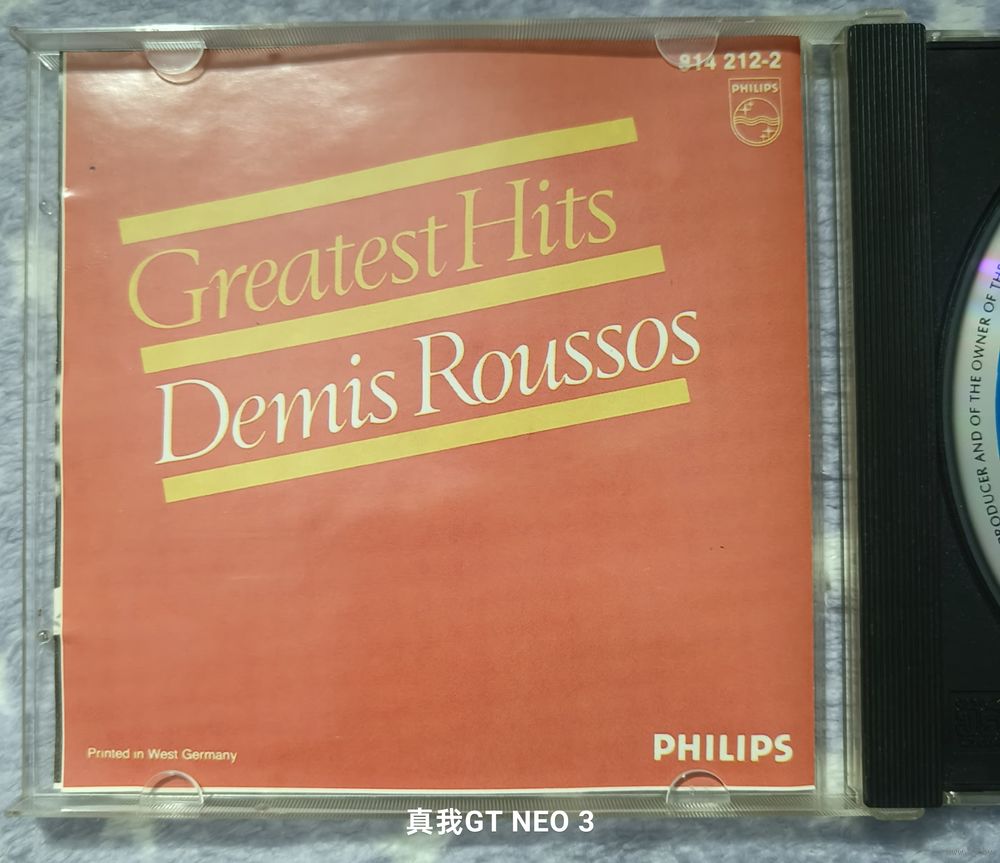 814 212-2
PHILIPS
Greatest Hits
Demis Roussos
PRODUCER AND OF THE OWNER OF THE
Printed in West Germany
PHILIPS
真我GT NEO 3